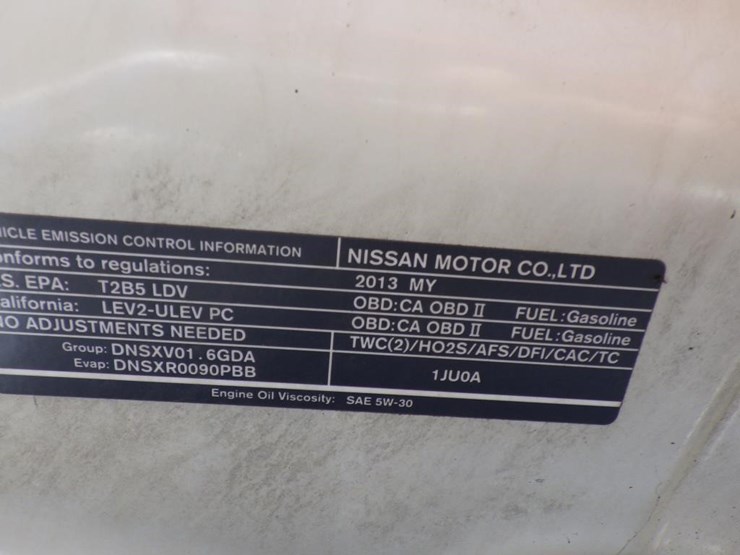 ICLE EMISSION CONTROL INFORMATION
NISSAN MOTOR CO.,LTD
onforms to regulations:
2013 MY
S. EPA: T2B5 LDV
OBD:CA OBD II FUEL:Gasoline
alifornia: LEV2-ULEV PC
OBD:CA OBD II FUEL:Gasoline
NO ADJUSTMENTS NEEDED
TWC(2)/HO2S/AFS/DFI/CAC/TC
Group: DNSXV01.6GDA
Evap: DNSXR0090PBB
1JU0A
Engine Oil Viscosity: SAE 5W-30